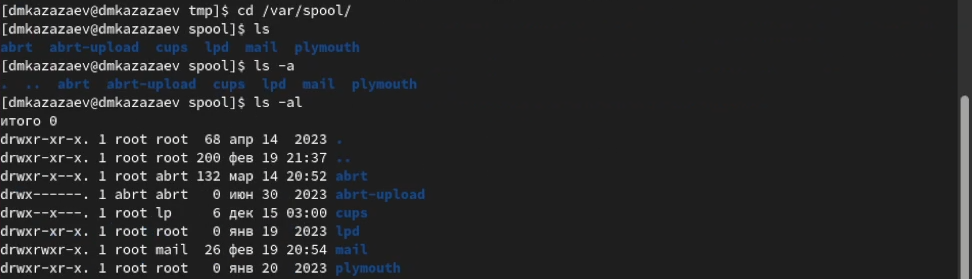 [dmkazazaev@dmkazazaev tmp]$ cd /var/spool/
[dmkazazaev@dmkazazaev spool]$ ls
abrt  abrt-upload  cups  lpd  mail  plymouth
[dmkazazaev@dmkazazaev spool]$ ls -a
.  ..  abrt  abrt-upload  cups  lpd  mail  plymouth
[dmkazazaev@dmkazazaev spool]$ ls -al
итого 0
drwxr-xr-x. 1 root root  68 апр 14  2023 .
drwxr-xr-x. 1 root root 200 фев 19 21:37 ..
drwxr-x--x. 1 root abrt 132 мар 14 20:52 abrt
drwx------. 1 abrt abrt   0 июн 30  2023 abrt-upload
drwx--x---. 1 root lp     6 дек 15 03:00 cups
drwxr-xr-x. 1 root root   0 янв 19  2023 lpd
drwxrwxr-x. 1 root mail  26 фев 19 20:54 mail
drwxr-xr-x. 1 root root   0 янв 20  2023 plymouth